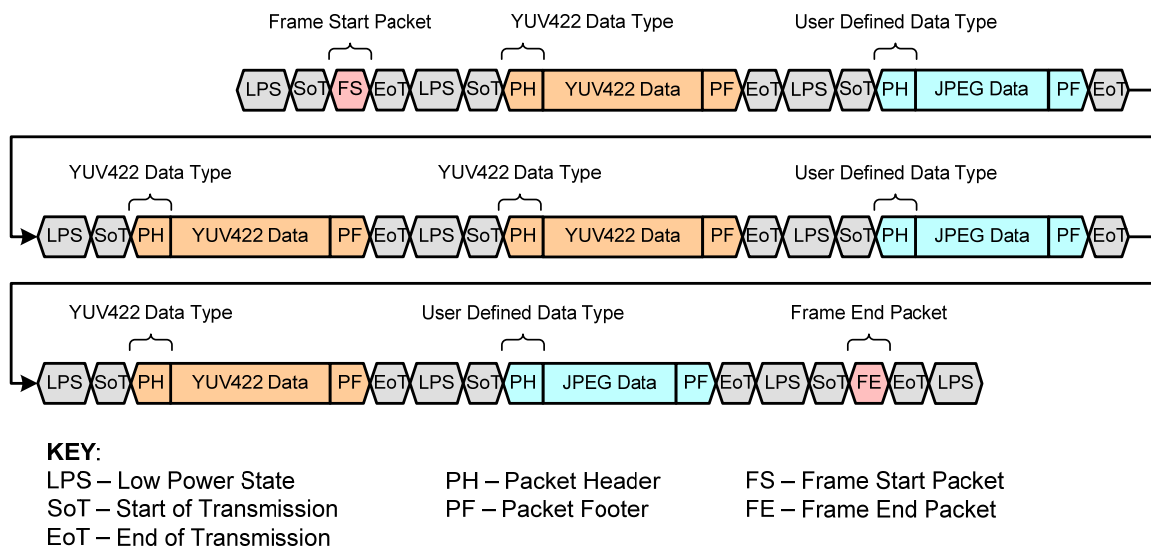 Frame Start Packet YUV422 Data Type User Defined Data Type
LPS SoT FS EoT LPS SoT PH YUV422 Data PF EoT LPS SoT PH JPEG Data PF EoT
YUV422 Data Type YUV422 Data Type User Defined Data Type
LPS SoT PH YUV422 Data PF EoT LPS SoT PH YUV422 Data PF EoT LPS SoT PH JPEG Data PF EoT
YUV422 Data Type User Defined Data Type Frame End Packet
LPS SoT PH YUV422 Data PF EoT LPS SoT PH JPEG Data PF EoT LPS SoT FE EoT LPS
KEY:
LPS – Low Power State PH – Packet Header FS – Frame Start Packet
SoT – Start of Transmission PF – Packet Footer FE – Frame End Packet
EoT – End of Transmission